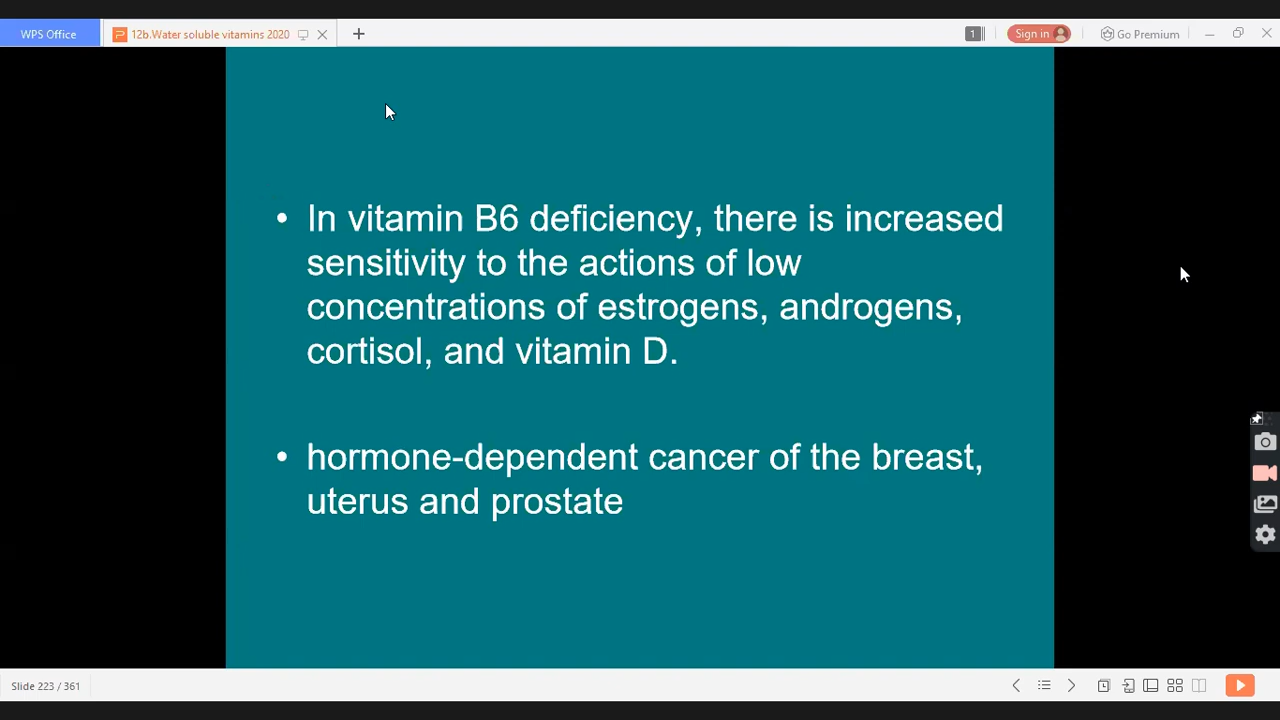 WPS Office
12b.Water soluble vitamins 2020
1
Sign in
Go Premium
• In vitamin B6 deficiency, there is increased
sensitivity to the actions of low
concentrations of estrogens, androgens,
cortisol, and vitamin D.
• hormone-dependent cancer of the breast,
uterus and prostate
Slide 223 / 361